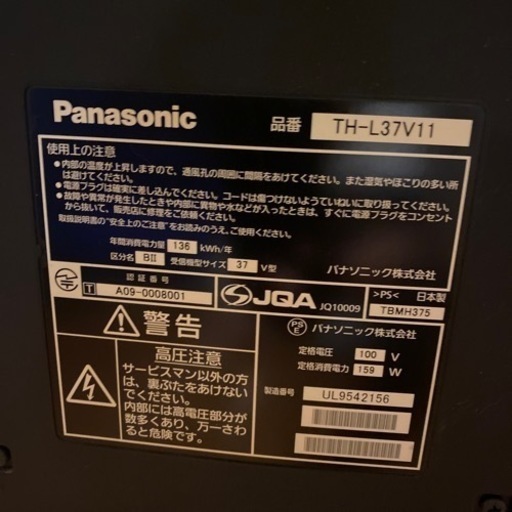 Panasonic 品番 TH-L37V11
使用上の注意
●内部の温度が上昇しますので、通風孔の周囲に間隔をあけてください。また湿気やほこりの多い所
は避けてください。
●電源プラグは確実に差し込んでください。コードは傷つけないようていねいに取り扱ってください。
●故障や異常が発生したときや内部に異物や水などが入ったときは、すぐに電源プラグをコンセント
から抜いて、販売店に修理をご依頼ください。
取扱説明書の"安全上のご注意"をお読みのうえ、ご使用ください。
年間消費電力量 136 kWh/年
区分名 BII 受信機型サイズ 37 V型
パナソニック株式会社
認証番号
T A09-0008001
JQA JQ10009
>PS< 日本製
TBMH375
警告
高圧注意
サービスマン以外の方
は、裏ぶたをあけない
でください。
内部には高電圧部分が
数多くあり、万一さわ
ると危険です。
PSE パナソニック株式会社
定格電圧 100 V
定格消費電力 159 W
製造番号 UL9542156